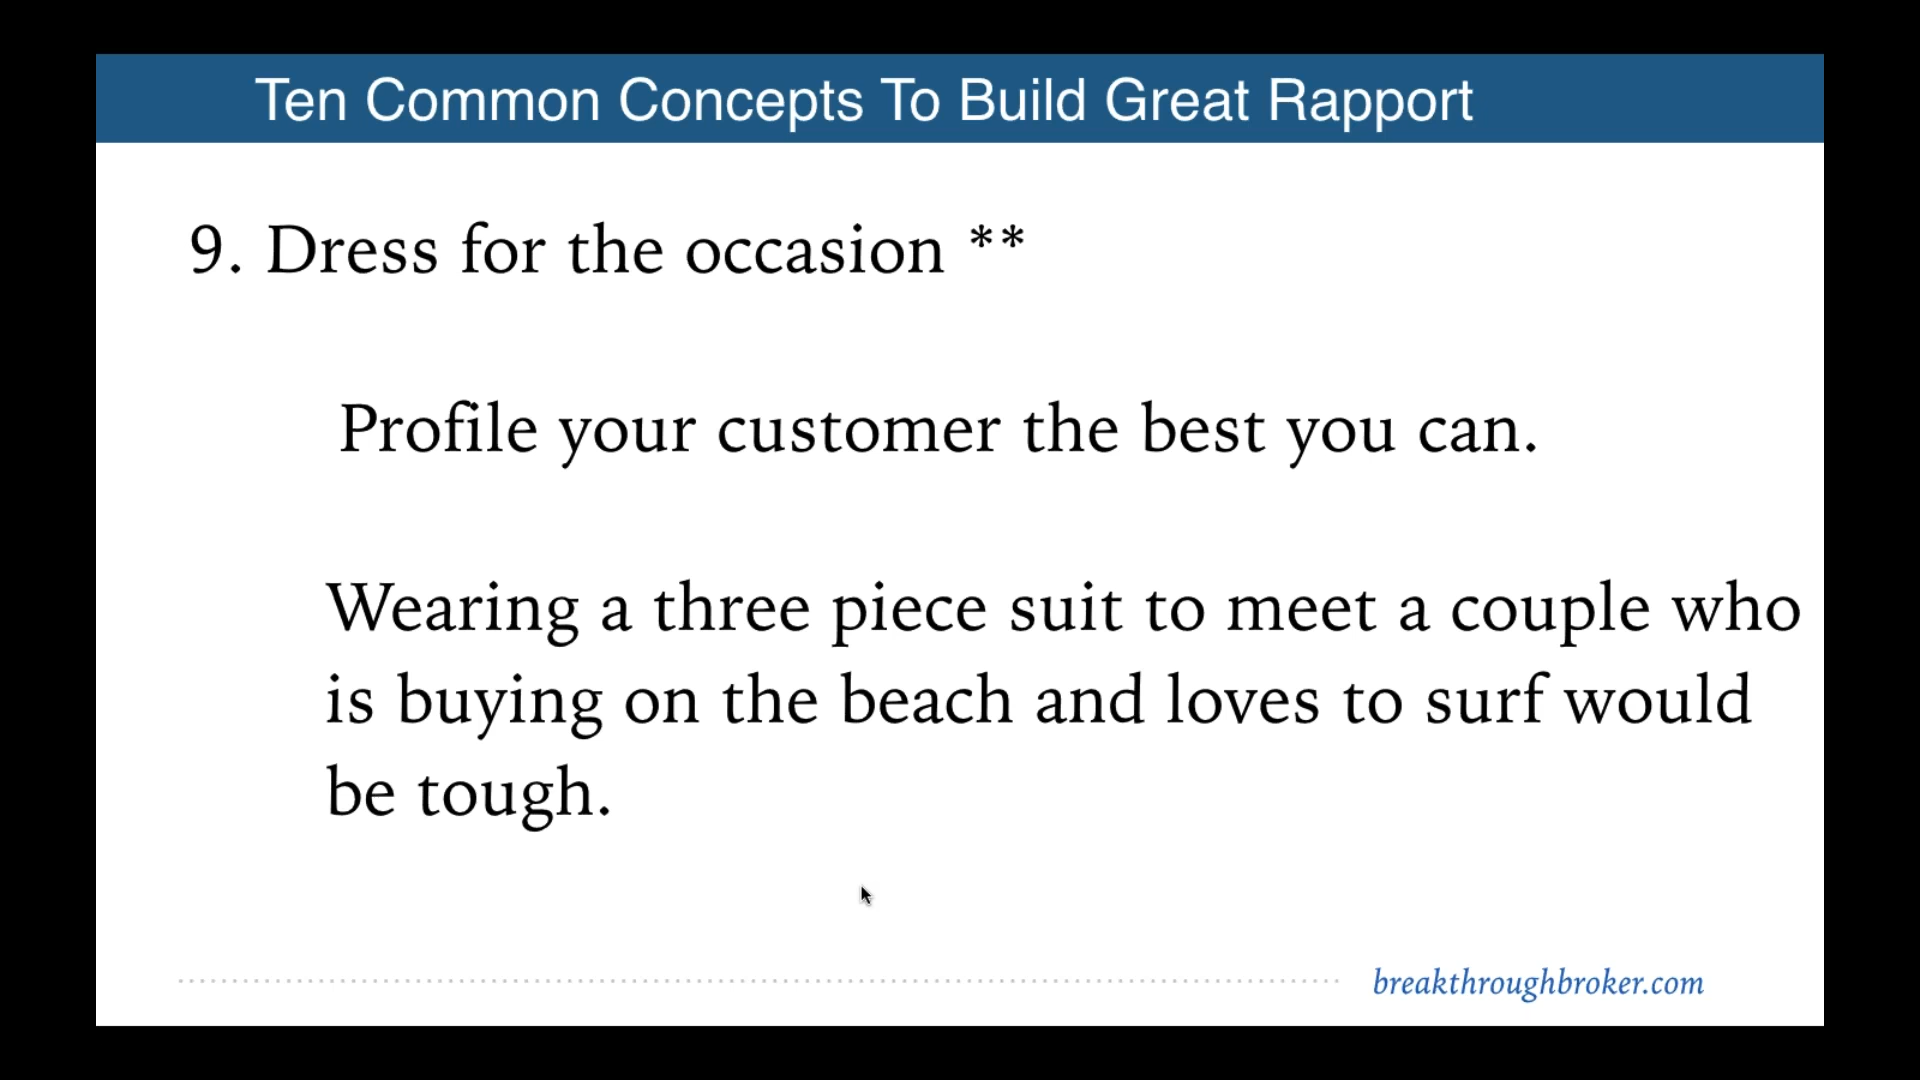 Ten Common Concepts To Build Great Rapport
9. Dress for the occasion **
Profile your customer the best you can.
Wearing a three piece suit to meet a couple who
is buying on the beach and loves to surf would
be tough.
breakthroughbroker.com